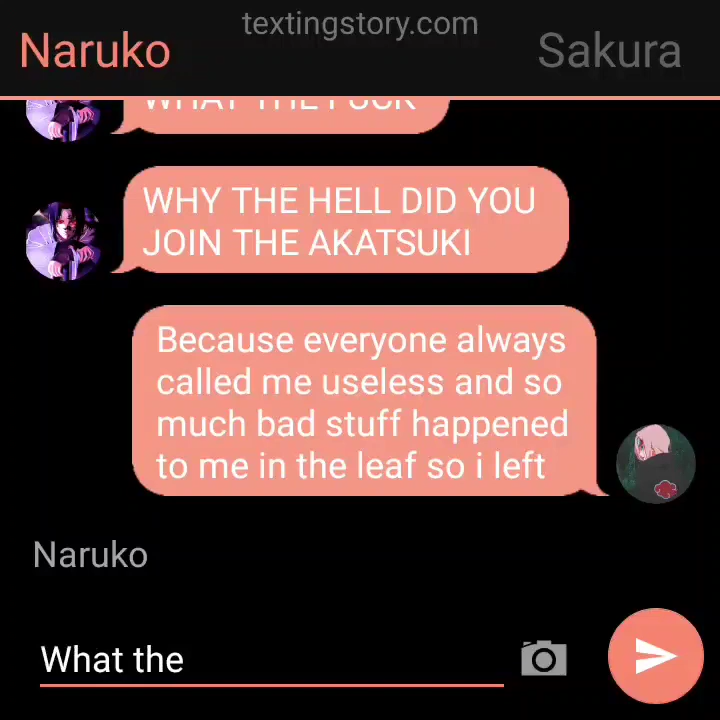 textingstory.com
Naruko
Sakura
WHAT THE FUCK
WHY THE HELL DID YOU
JOIN THE AKATSUKI
Because everyone always
called me useless and so
much bad stuff happened
to me in the leaf so i left
Naruko
What the